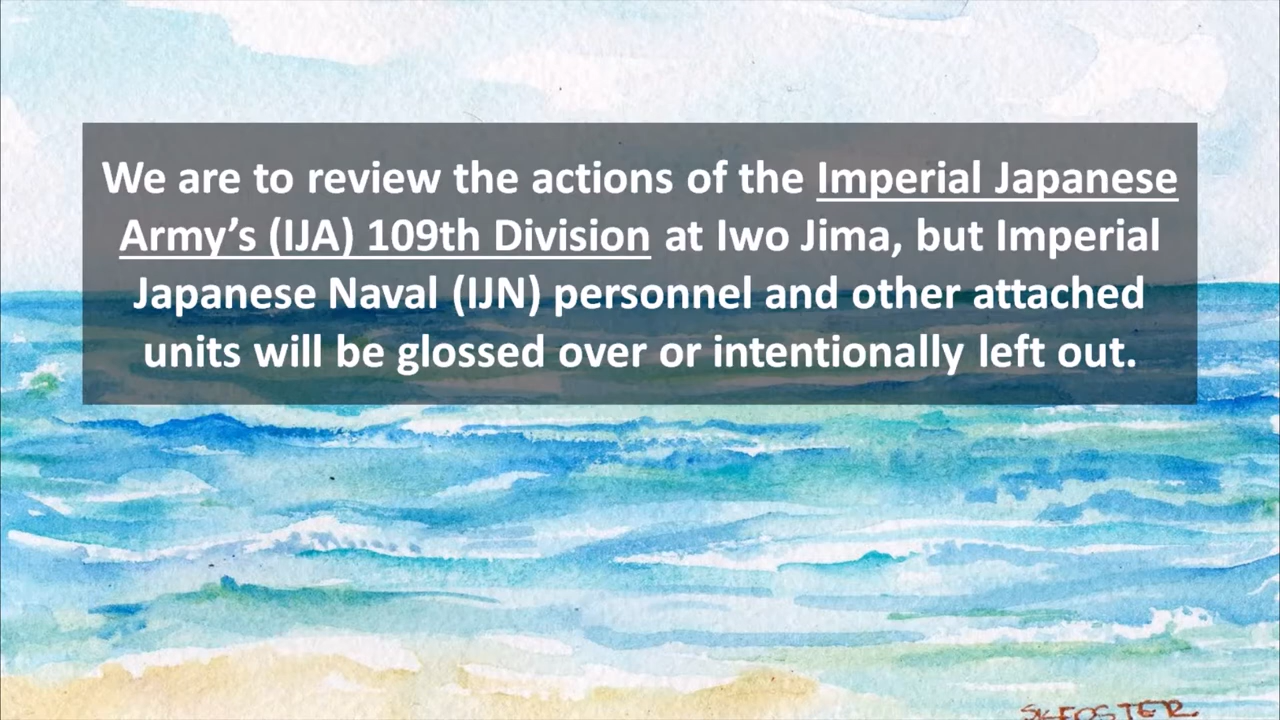 We are to review the actions of the Imperial Japanese
Army’s (IJA) 109th Division at Iwo Jima, but Imperial
Japanese Naval (IJN) personnel and other attached
units will be glossed over or intentionally left out.
SKFOSTER